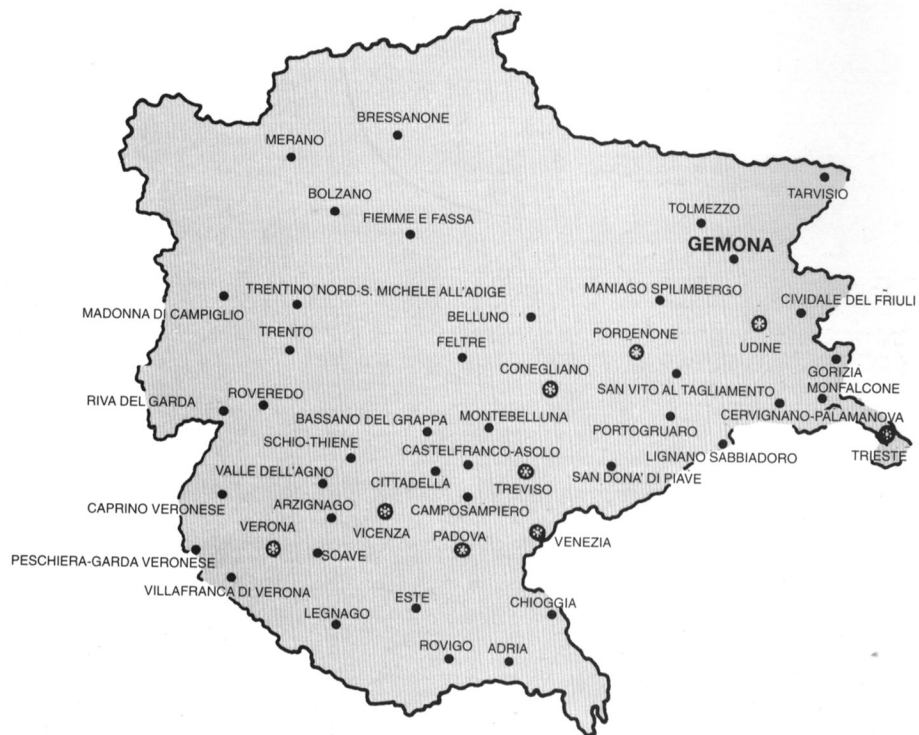 BRESSANONE
MERANO
TARVISIO
BOLZANO
TOLMEZZO
FIEMME E FASSA
GEMONA
TRENTINO NORD-S. MICHELE ALL'ADIGE
MANIAGO SPILIMBERGO
CIVIDALE DEL FRIULI
MADONNA DI CAMPIGLIO
BELLUNO
TRENTO
PORDENONE
UDINE
FELTRE
CONEGLIANO
GORIZIA
RIVA DEL GARDA
ROVEREDO
SAN VITO AL TAGLIAMENTO
MONFALCONE
BASSANO DEL GRAPPA
MONTEBELLUNA
CERVIGNANO-PALAMANOVA
PORTOGRUARO
SCHIO-THIENE
CASTELFRANCO-ASOLO
LIGNANO SABBIADORO
TRIESTE
VALLE DELL'AGNO
CITTADELLA
TREVISO
SAN DONA' DI PIAVE
CAPRINO VERONESE
ARZIGNAGO
CAMPOSAMPIERO
VERONA
VICENZA
PADOVA
VENEZIA
PESCHIERA-GARDA VERONESE
SOAVE
VILLAFRANCA DI VERONA
ESTE
CHIOGGIA
LEGNAGO
ROVIGO
ADRIA